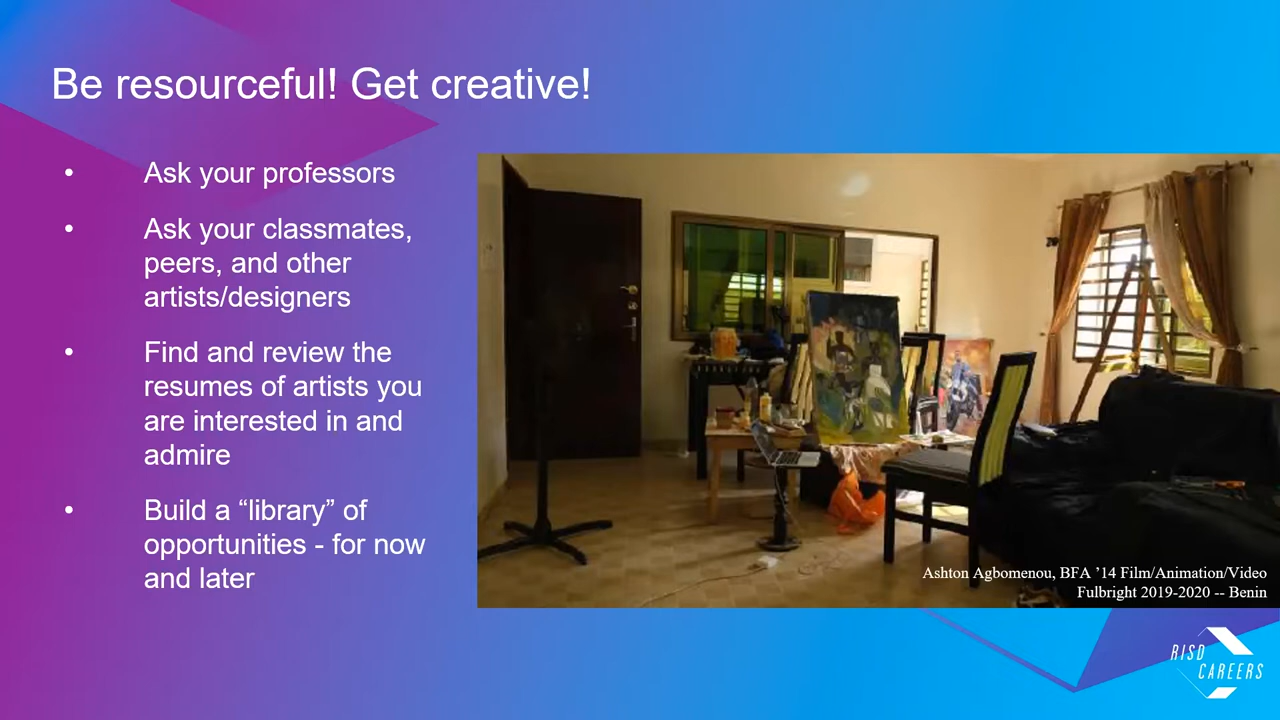 Be resourceful! Get creative!
• Ask your professors
• Ask your classmates,
peers, and other
artists/designers
• Find and review the
resumes of artists you
are interested in and
admire
• Build a “library” of
opportunities - for now
and later
Ashton Agbomenou, BFA ’14 Film/Animation/Video
Fulbright 2019-2020 -- Benin
RISD
CAREERS